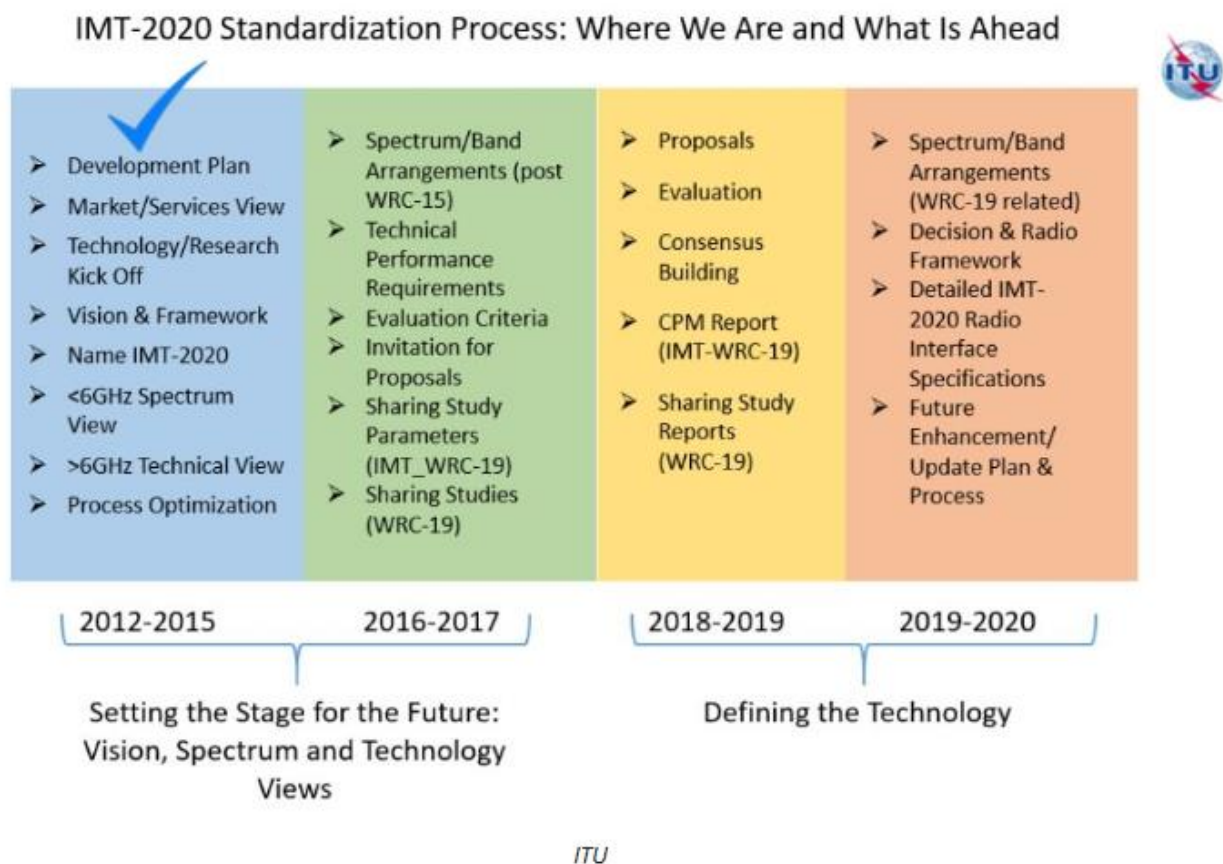 IMT-2020 Standardization Process: Where We Are and What Is Ahead
ITU
Development Plan
Market/Services View
Technology/Research
Kick Off
Vision & Framework
Name IMT-2020
<6GHz Spectrum
View
>6GHz Technical View
Process Optimization
Spectrum/Band
Arrangements (post
WRC-15)
Technical
Performance
Requirements
Evaluation Criteria
Invitation for
Proposals
Sharing Study
Parameters
(IMT_WRC-19)
Sharing Studies
(WRC-19)
Proposals
Evaluation
Consensus
Building
CPM Report
(IMT-WRC-19)
Sharing Study
Reports
(WRC-19)
Spectrum/Band
Arrangements
(WRC-19 related)
Decision & Radio
Framework
Detailed IMT-
2020 Radio
Interface
Specifications
Future
Enhancement/
Update Plan &
Process
2012-2015
2016-2017
2018-2019
2019-2020
Setting the Stage for the Future:
Vision, Spectrum and Technology
Views
Defining the Technology
ITU